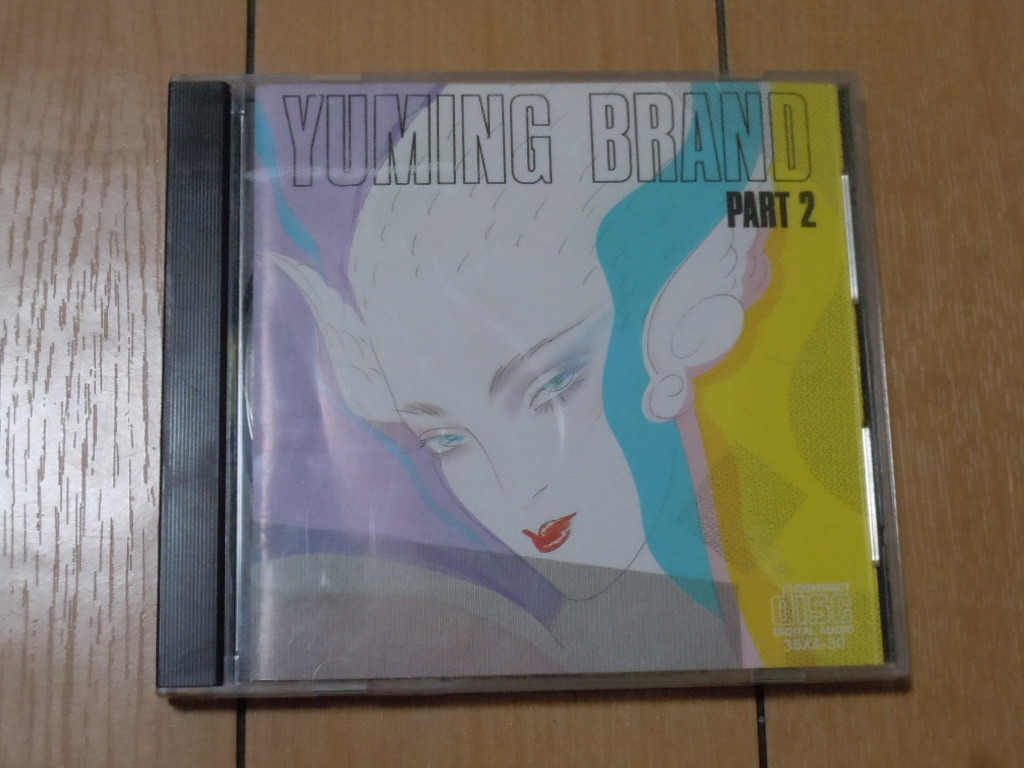 YUMING BRAND
PART 2
COMPACT
disc
DIGITAL AUDIO